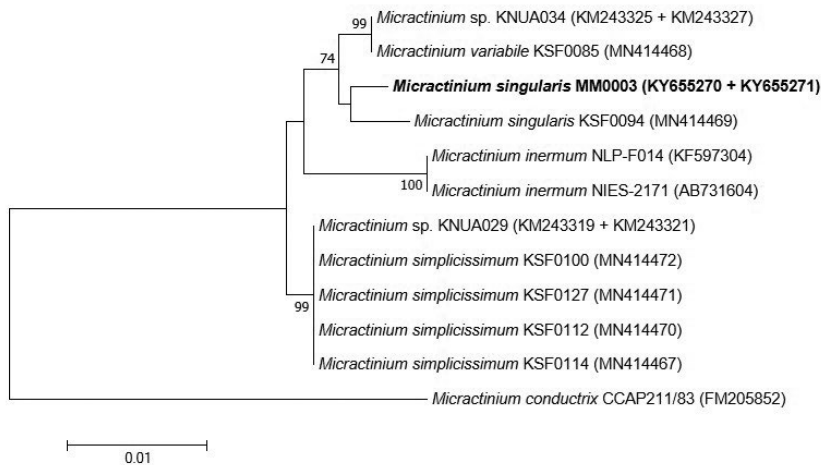 99
Micractinium sp. KNUA034 (KM243325 + KM243327)
Micractinium variabile KSF0085 (MN414468)
74
Micractinium singularis MM0003 (KY655270 + KY655271)
Micractinium singularis KSF0094 (MN414469)
Micractinium inermum NLP-F014 (KF597304)
100
Micractinium inermum NIES-2171 (AB731604)
Micractinium sp. KNUA029 (KM243319 + KM243321)
Micractinium simplicissimum KSF0100 (MN414472)
Micractinium simplicissimum KSF0127 (MN414471)
99
Micractinium simplicissimum KSF0112 (MN414470)
Micractinium simplicissimum KSF0114 (MN414467)
Micractinium conductrix CCAP211/83 (FM205852)
0.01